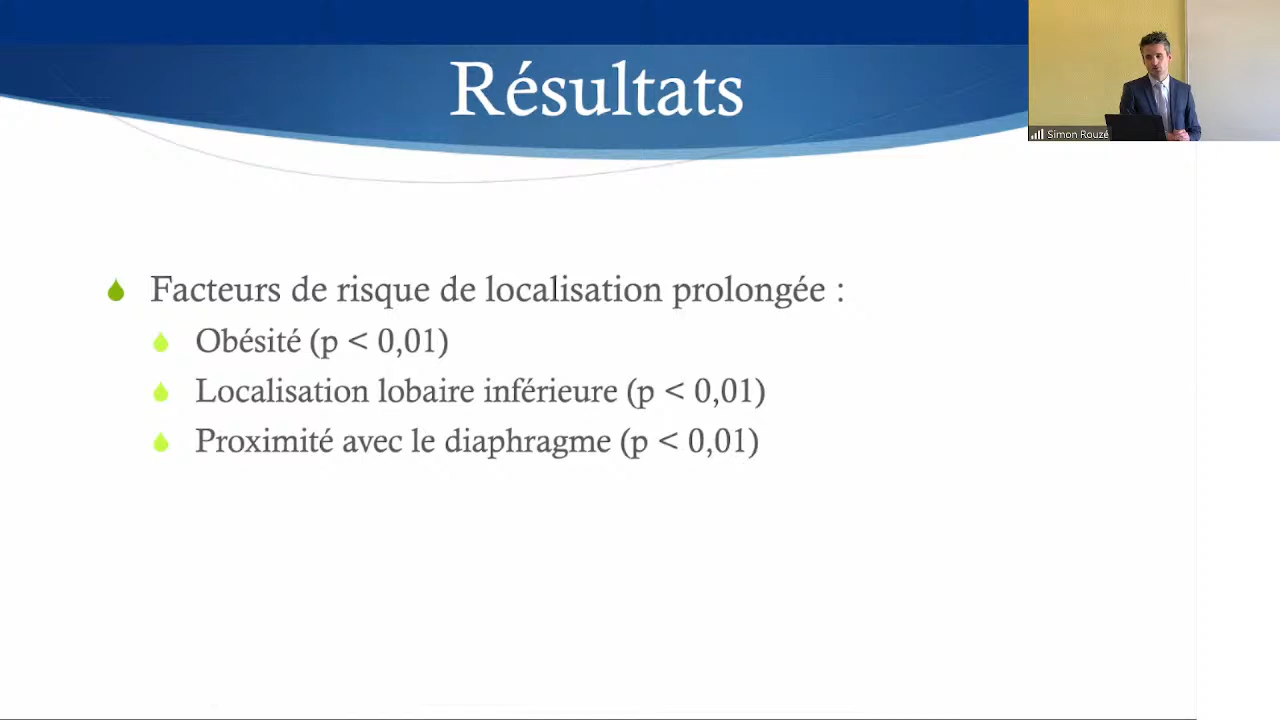 Résultats
Simon Rouzé
Facteurs de risque de localisation prolongée :
Obésité (p < 0,01)
Localisation lobaire inférieure (p < 0,01)
Proximité avec le diaphragme (p < 0,01)